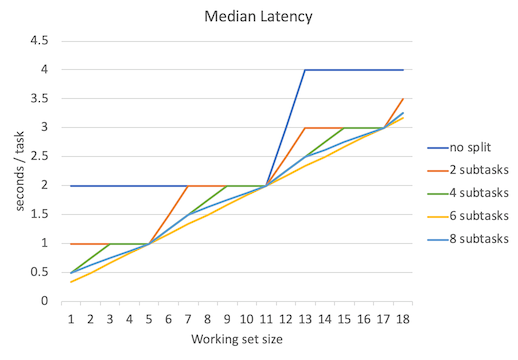 Median Latency
4.5
4
3.5
3
2.5
2
1.5
1
0.5
0
seconds / task
1 2 3 4 5 6 7 8 9 10 11 12 13 14 15 16 17 18
Working set size
no split
2 subtasks
4 subtasks
6 subtasks
8 subtasks